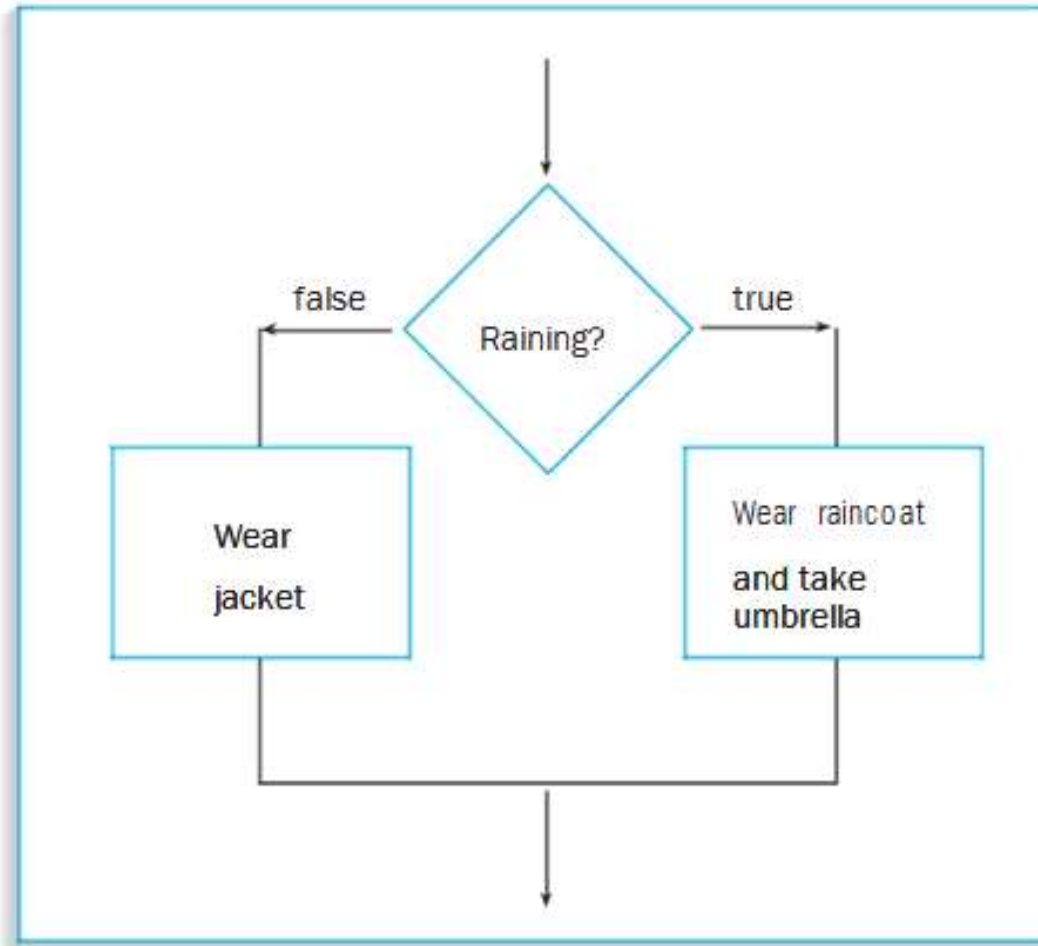 false
true
Raining?
Wear
jacket
Wear raincoat
and take
umbrella